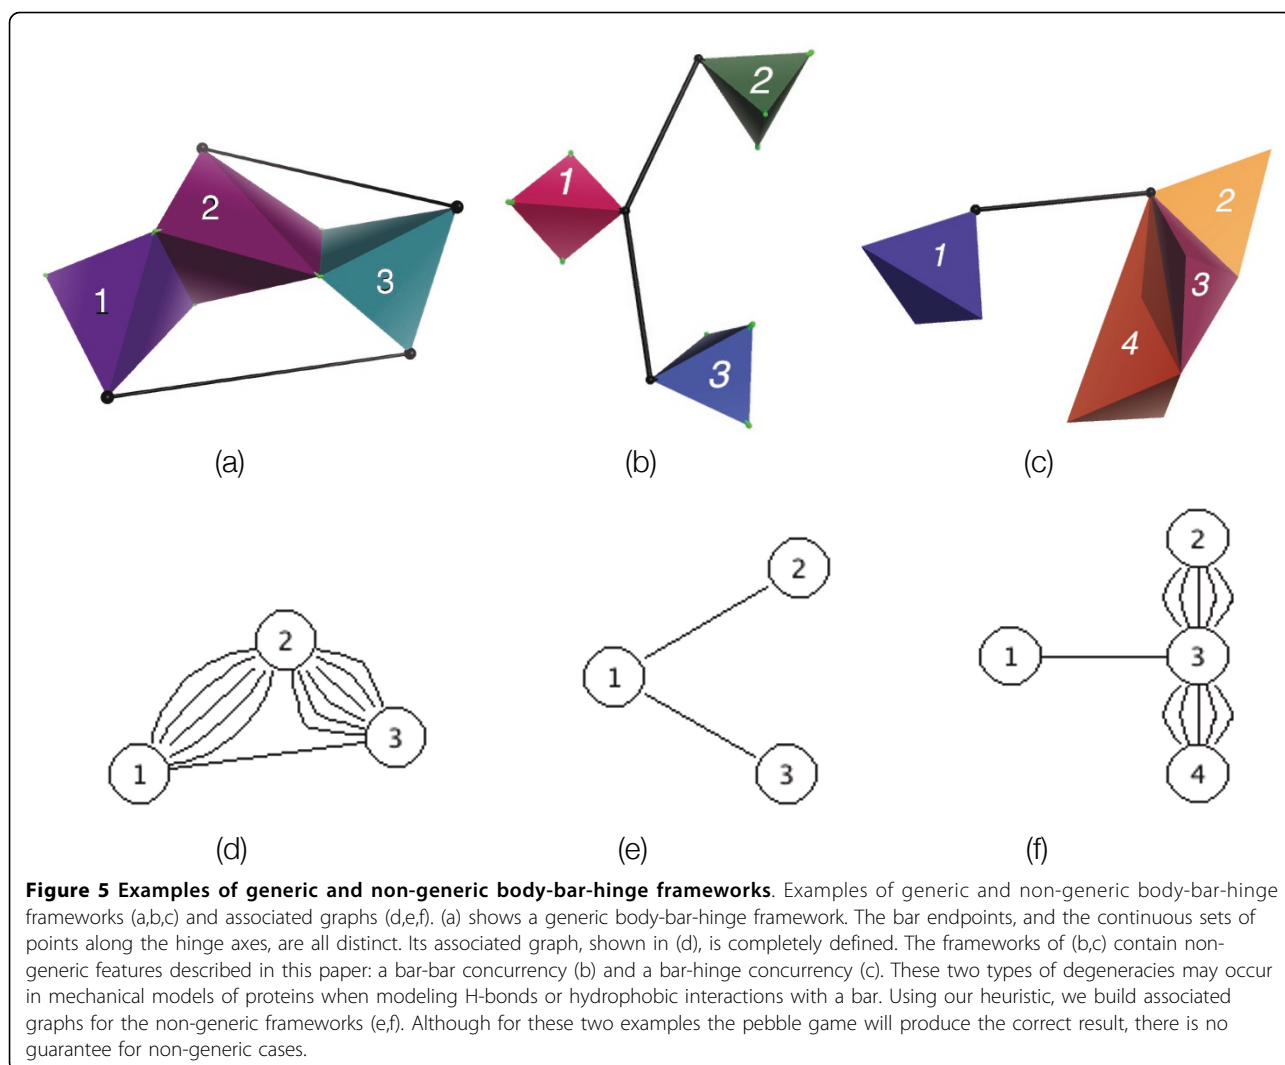 1
2
3
1
2
3
1
2
3
4
(a)
(b)
(c)
2
1
3
1
2
3
1
2
3
4
(d)
(e)
(f)
Figure 5 Examples of generic and non-generic body-bar-hinge frameworks. Examples of generic and non-generic body-bar-hinge
frameworks (a,b,c) and associated graphs (d,e,f). (a) shows a generic body-bar-hinge framework. The bar endpoints, and the continuous sets of
points along the hinge axes, are all distinct. Its associated graph, shown in (d), is completely defined. The frameworks of (b,c) contain non-
generic features described in this paper: a bar-bar concurrency (b) and a bar-hinge concurrency (c). These two types of degeneracies may occur
in mechanical models of proteins when modeling H-bonds or hydrophobic interactions with a bar. Using our heuristic, we build associated
graphs for the non-generic frameworks (e,f). Although for these two examples the pebble game will produce the correct result, there is no
guarantee for non-generic cases.